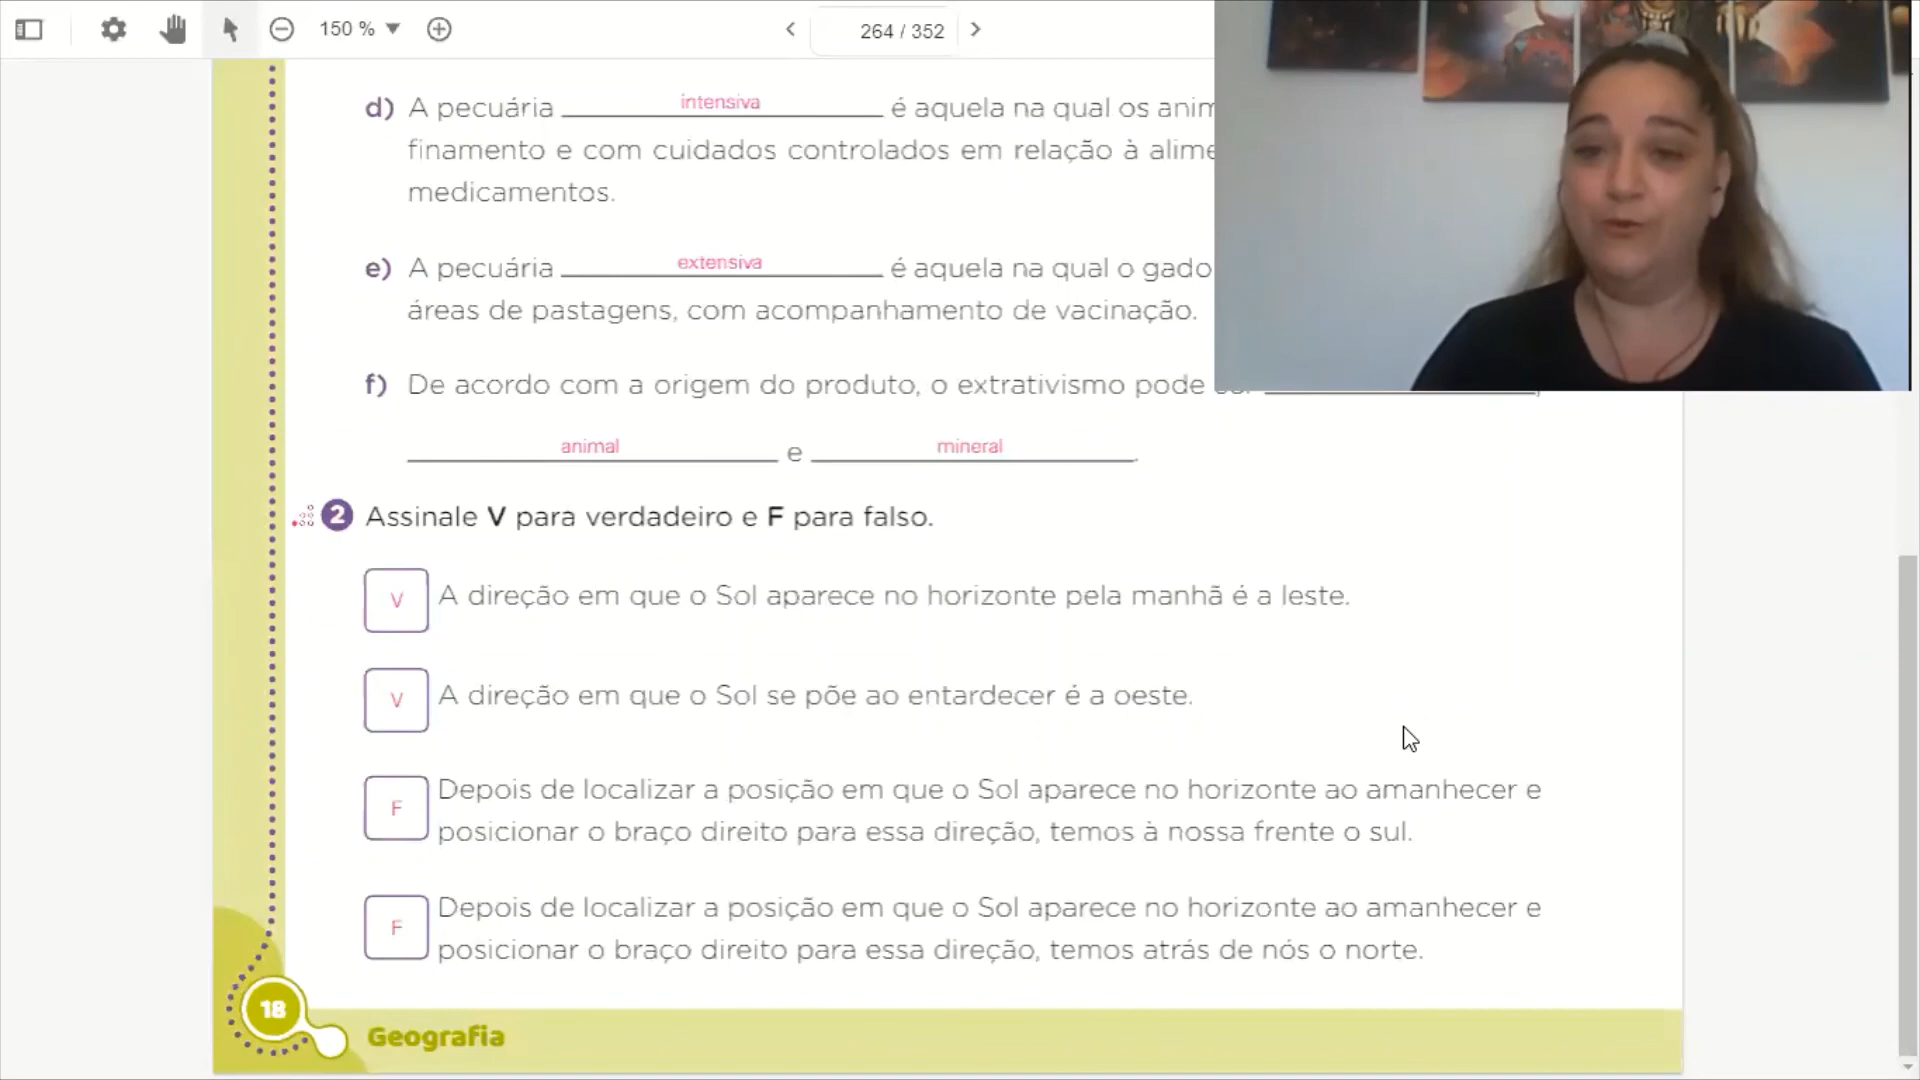 150 %
264 / 352
d) A pecuária intensiva é aquela na qual os anim
finamento e com cuidados controlados em relação à alime
medicamentos.
e) A pecuária extensiva é aquela na qual o gado
áreas de pastagens, com acompanhamento de vacinação.
f) De acordo com a origem do produto, o extrativismo pode
animal e mineral.
2 Assinale V para verdadeiro e F para falso.
V A direção em que o Sol aparece no horizonte pela manhã é a leste.
V A direção em que o Sol se põe ao entardecer é a oeste.
F Depois de localizar a posição em que o Sol aparece no horizonte ao amanhecer e
posicionar o braço direito para essa direção, temos à nossa frente o sul.
F Depois de localizar a posição em que o Sol aparece no horizonte ao amanhecer e
posicionar o braço direito para essa direção, temos atrás de nós o norte.
18
Geografia